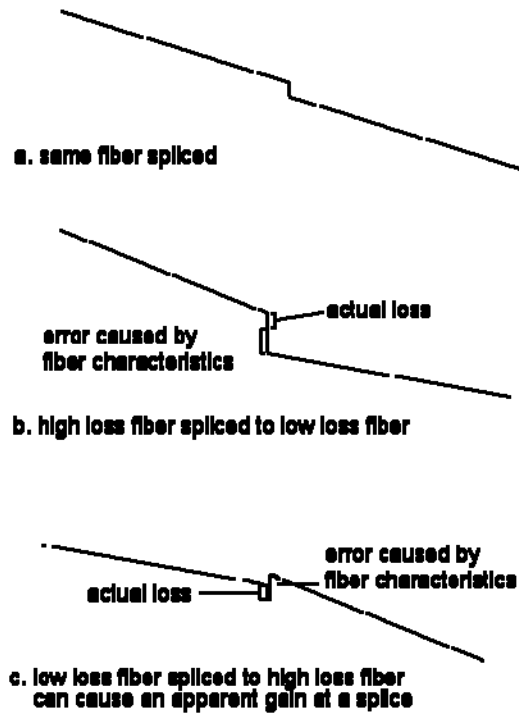 a. same fiber spliced
actual loss
error caused by
fiber characteristics
b. high loss fiber spliced to low loss fiber
error caused by
fiber characteristics
actual loss
c. low loss fiber spliced to high loss fiber
can cause an apparent gain at a splice